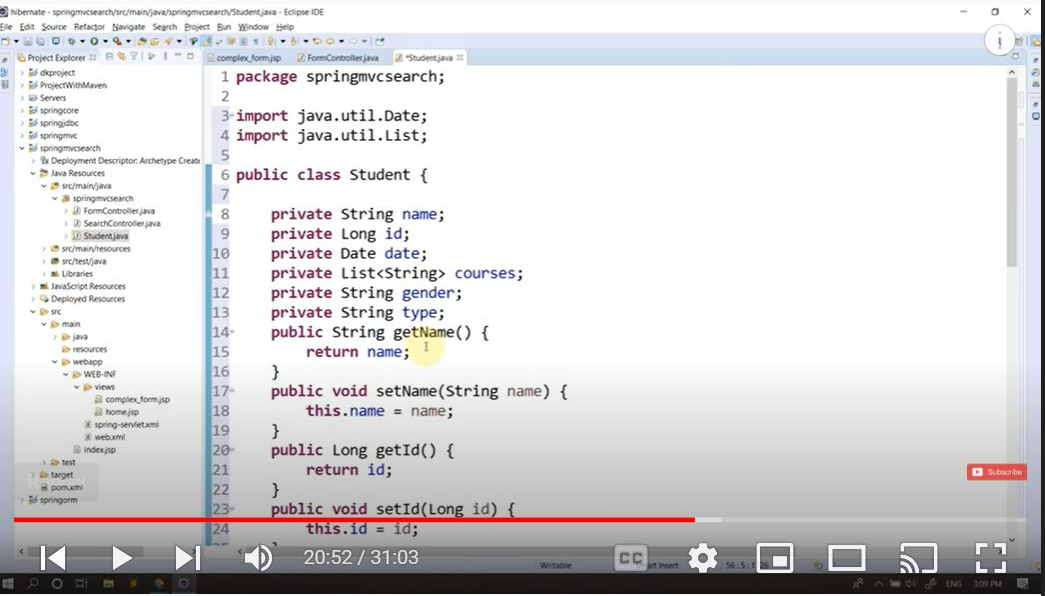 hibernate - springmvcsearch/src/main/java/springmvcsearch/Student.java - Eclipse IDE
File Edit Source Refactor Navigate Search Project Run Window Help
Project Explorer
complex_form.jsp FormController.java *Student.java
dkproject
ProjectWithMaven
Servers
springcore
springjdbc
springmvc
springmvcsearch
Deployment Descriptor: Archetype Create
Java Resources
src/main/java
springmvcsearch
FormController.java
SearchController.java
Student.java
src/main/resources
src/test/java
Libraries
JavaScript Resources
Deployed Resources
src
main
java
resources
webapp
WEB-INF
views
complex_form.jsp
home.jsp
spring-servlet.xml
web.xml
index.jsp
test
target
pom.xml
springorm
1 package springmvcsearch;
2
3 import java.util.Date;
4 import java.util.List;
5
6 public class Student {
7
8 private String name;
9 private Long id;
10 private Date date;
11 private List<String> courses;
12 private String gender;
13 private String type;
14 public String getName() {
15 return name;
16 }
17 public void setName(String name) {
18 this.name = name;
19 }
20 public Long getId() {
21 return id;
22 }
23 public void setId(Long id) {
24 this.id = id;
Subscribe
20:52 / 31:03
CC
Writable
ENG 3:09 PM